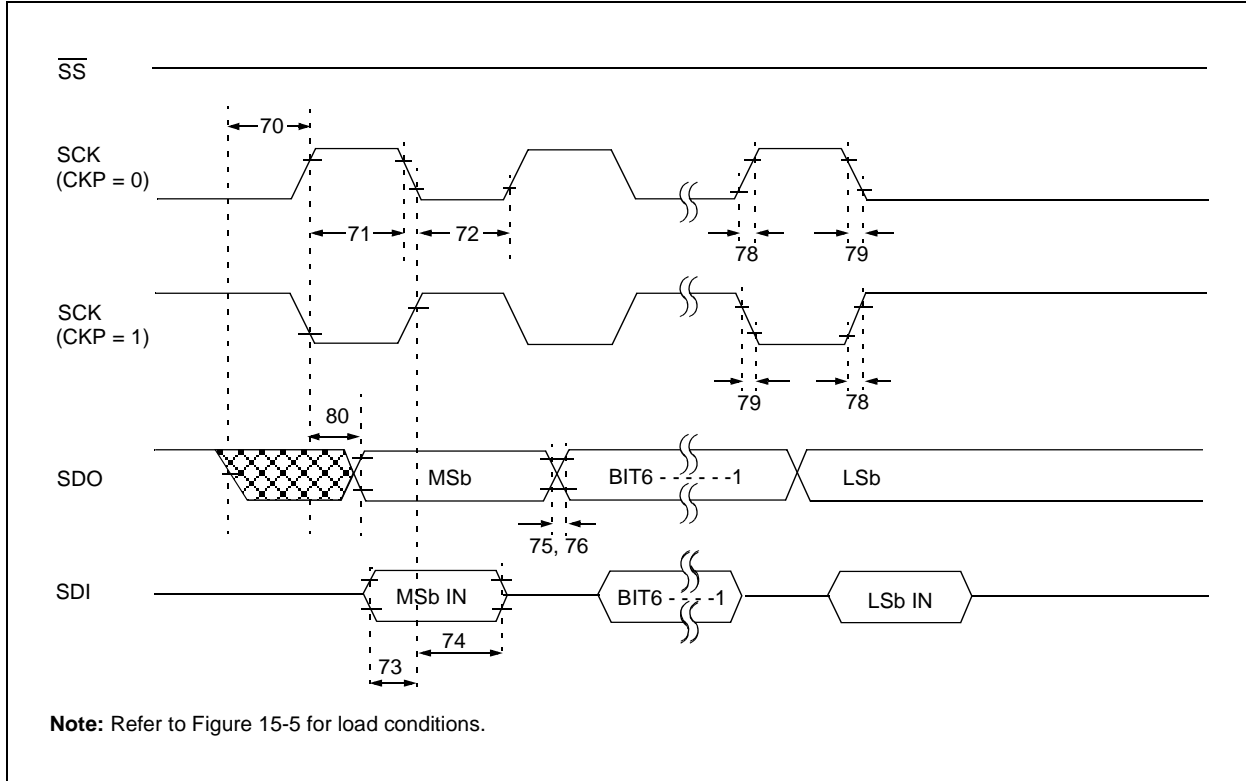 SS
70
SCK
(CKP = 0)
71
72
78
79
SCK
(CKP = 1)
79
78
80
SDO
MSb
BIT6 - - - - - -1
LSb
75, 76
SDI
MSb IN
BIT6 - - - - -1
LSb IN
74
73
Note: Refer to Figure 15-5 for load conditions.